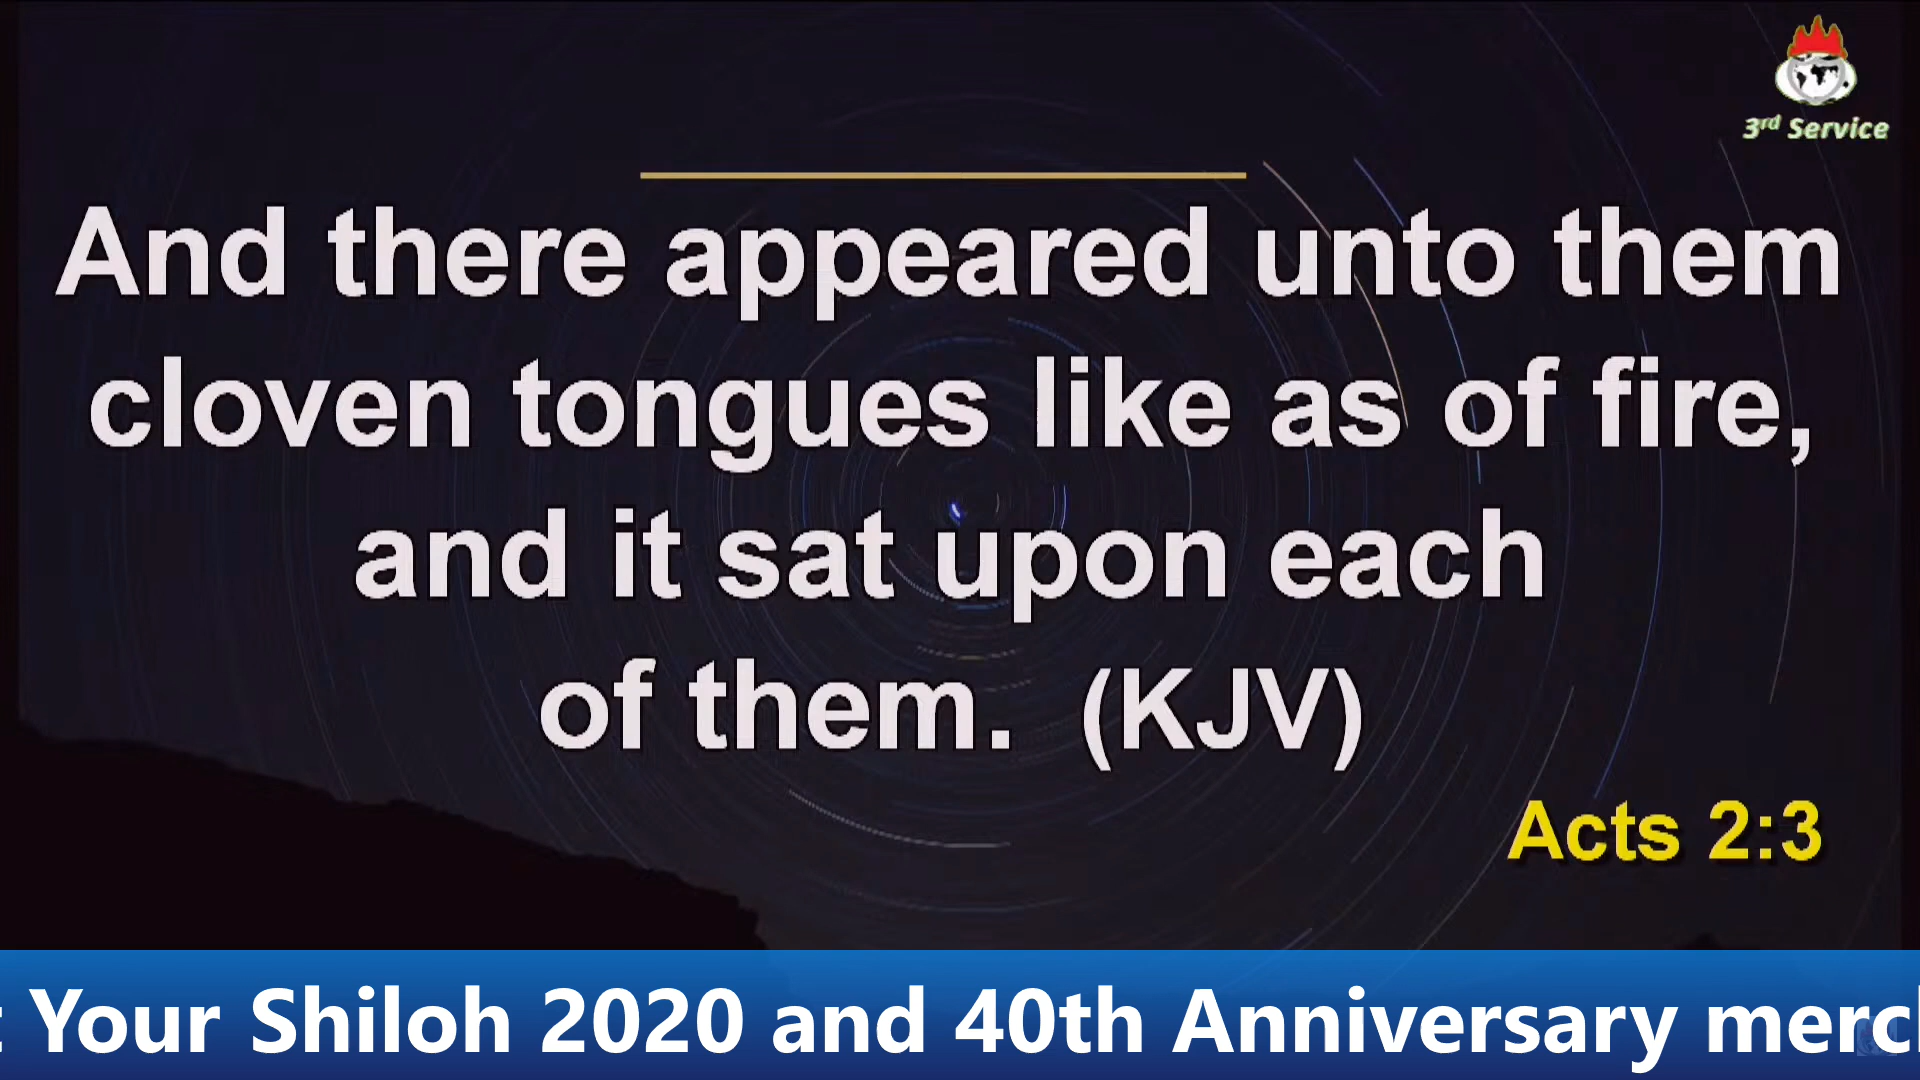 3rd Service
And there appeared unto them
cloven tongues like as of fire,
and it sat upon each
of them. (KJV)
Acts 2:3
Your Shiloh 2020 and 40th Anniversary